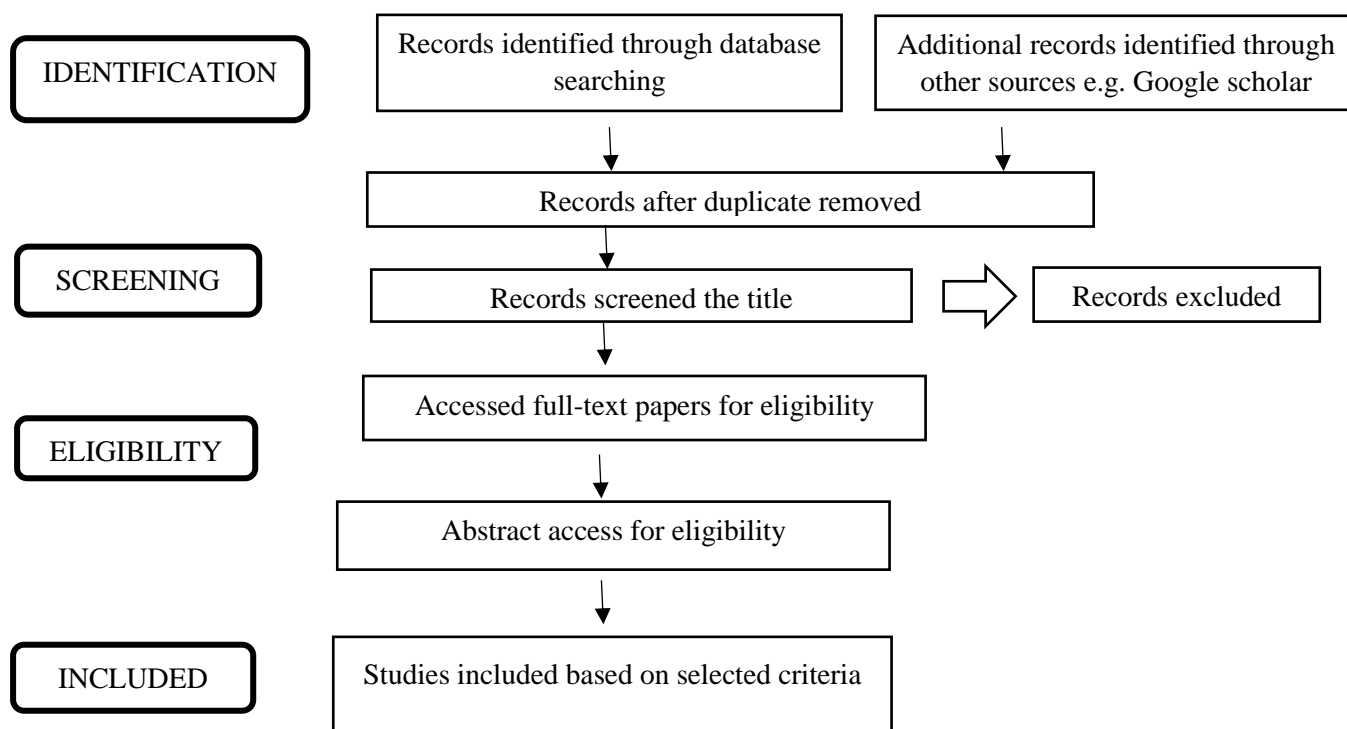 IDENTIFICATION
Records identified through database
searching
Additional records identified through
other sources e.g. Google scholar
Records after duplicate removed
SCREENING
Records screened the title
Records excluded
Accessed full-text papers for eligibility
ELIGIBILITY
Abstract access for eligibility
INCLUDED
Studies included based on selected criteria